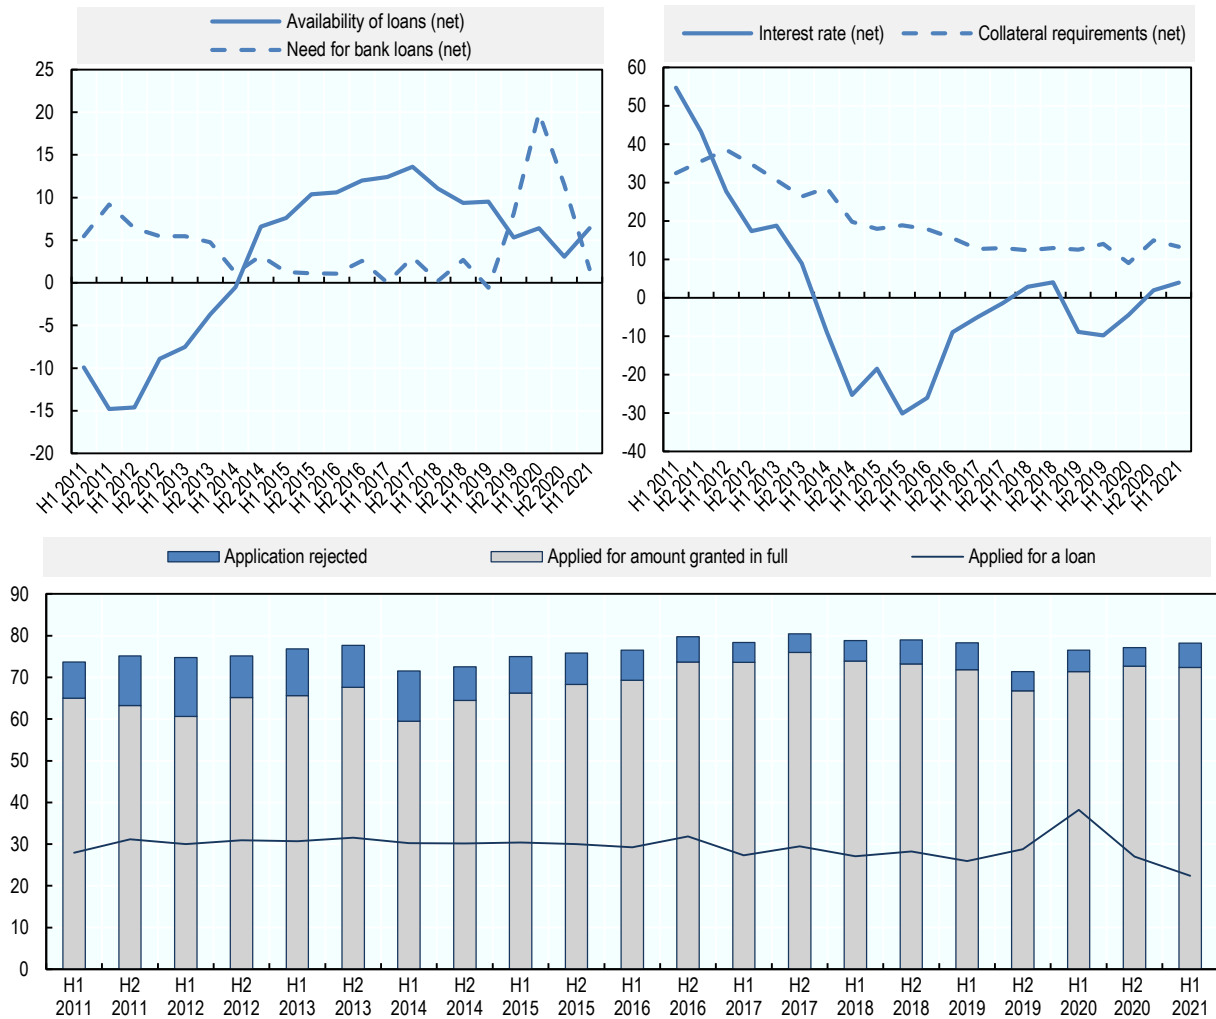 Availability of loans (net)
Need for bank loans (net)
25
20
15
10
5
0
-5
-10
-15
-20
H1 2011
H2 2011
H1 2012
H2 2012
H1 2013
H2 2013
H1 2014
H2 2014
H1 2015
H2 2015
H1 2016
H2 2016
H1 2017
H2 2017
H1 2018
H2 2018
H1 2019
H2 2019
H1 2020
H2 2020
H1 2021
Interest rate (net) Collateral requirements (net)
60
50
40
30
20
10
0
-10
-20
-30
-40
H1 2011
H2 2011
H1 2012
H2 2012
H1 2013
H2 2013
H1 2014
H2 2014
H1 2015
H2 2015
H1 2016
H2 2016
H1 2017
H2 2017
H1 2018
H2 2018
H1 2019
H2 2019
H1 2020
H2 2020
H1 2021
Application rejected Applied for amount granted in full Applied for a loan
90
80
70
60
50
40
30
20
10
0
H1 H2 H1 H2 H1 H2 H1 H2 H1 H2 H1 H2 H1 H2 H1 H2 H1 H2 H1 H2 H1
2011 2011 2012 2012 2013 2013 2014 2014 2015 2015 2016 2016 2017 2017 2018 2018 2019 2019 2020 2020 2021